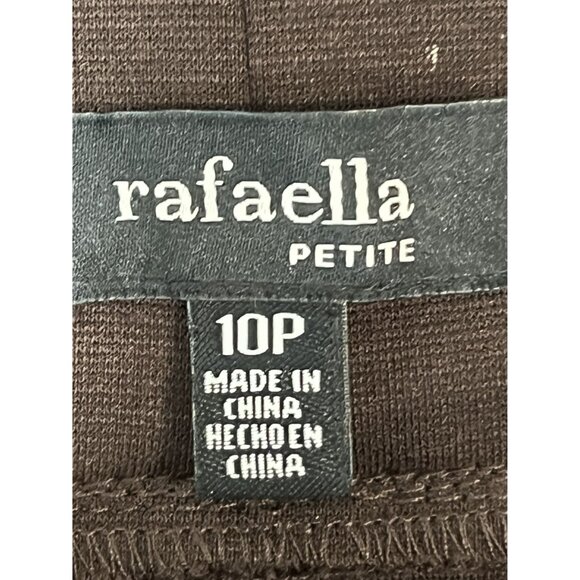 rafaella
PETITE
10P
MADE IN
CHINA
HECHO EN
CHINA